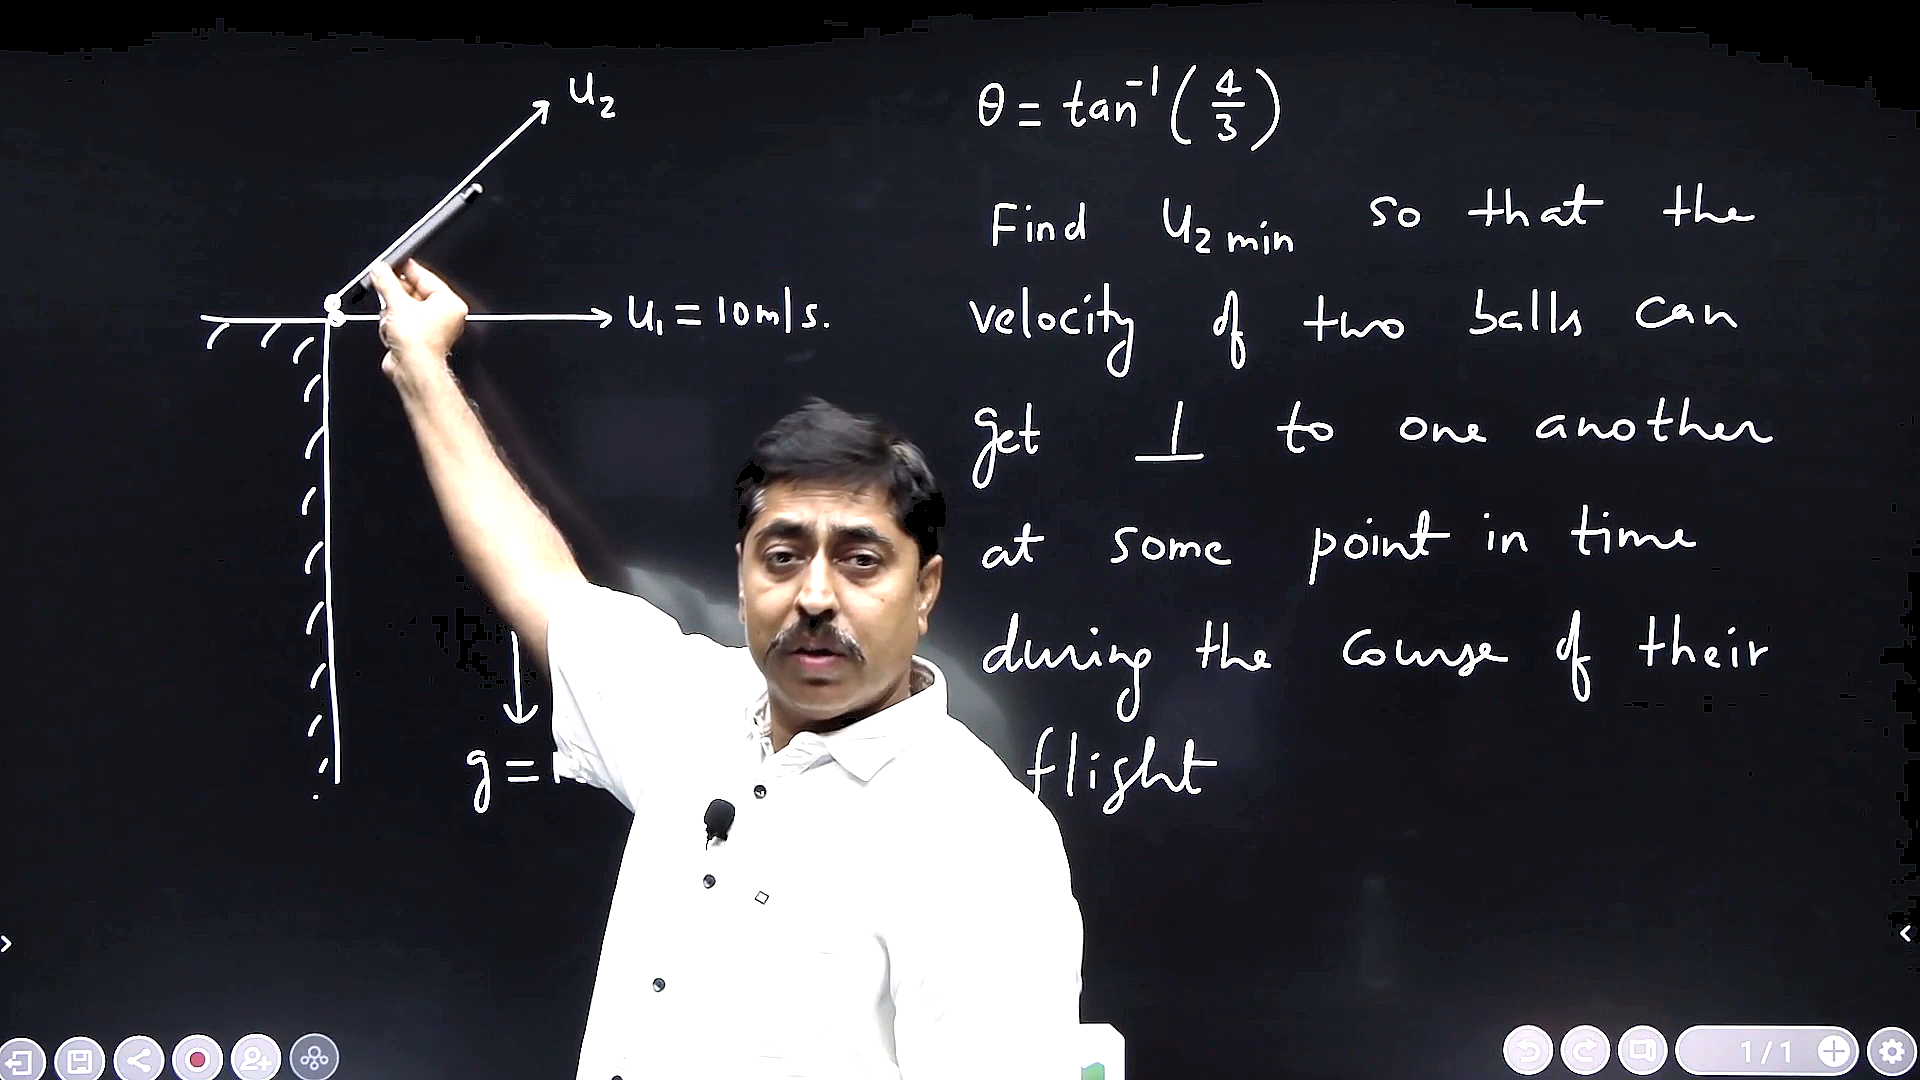 u₂
θ = tan⁻¹(4/3)
Find u₂ min so that the
u₁ = 10m/s.
velocity of two balls can
get ⊥ to one another
at some point in time
during the course of their
g =
flight
1/1